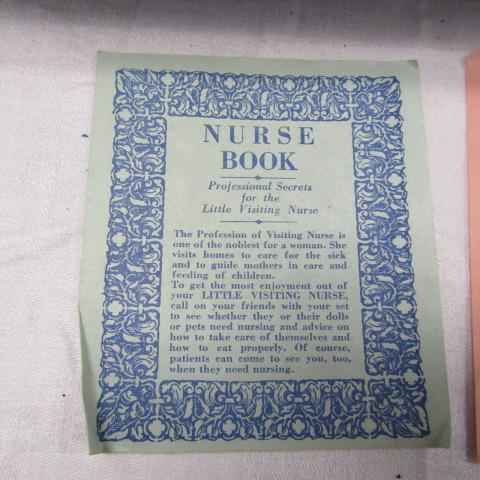 NURSE
BOOK
Professional Secrets
for the
Little Visiting Nurse
The Profession of Visiting Nurse is
one of the noblest for a woman. She
visits homes to care for the sick
and to guide mothers in care and
feeding of children.
To get the most enjoyment out of
your LITTLE VISITING NURSE,
call on your friends with your set
to see whether they or their dolls
or pets need nursing and advice on
how to take care of themselves and
how to eat properly. Of course,
patients can come to see you, too,
when they need nursing.